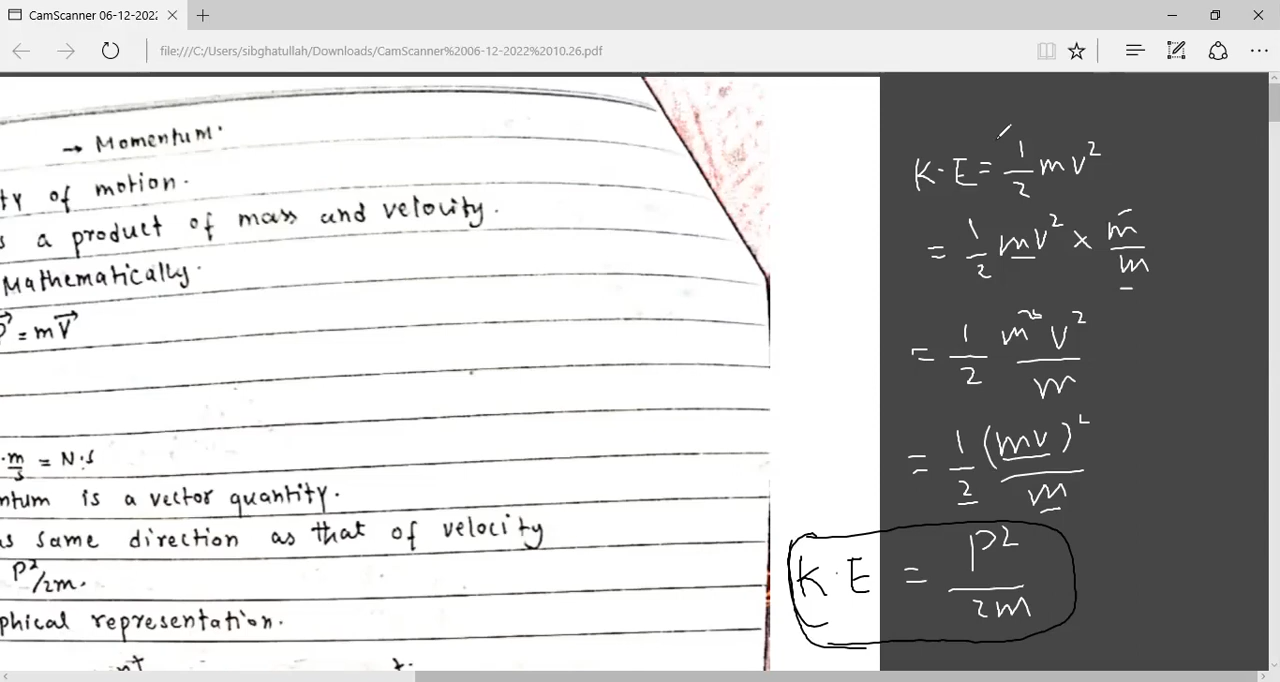 CamScanner 06-12-202
file:///C:/Users/sibghatullah/Downloads/CamScanner%2006-12-2022%2010.26.pdf
→ Momentum.
ty of motion.
s a product of mass and velocity.
Mathematically.
P = mV
.m/s = N.s
ntum is a vector quantity.
as same direction as that of velocity
P²/2m.
phical representation.
K.E = 1/2 mv²
= 1/2 mv² × m/m
= 1/2 m²v²/m
= 1/2 (mv)²/m
K.E = P²/2m